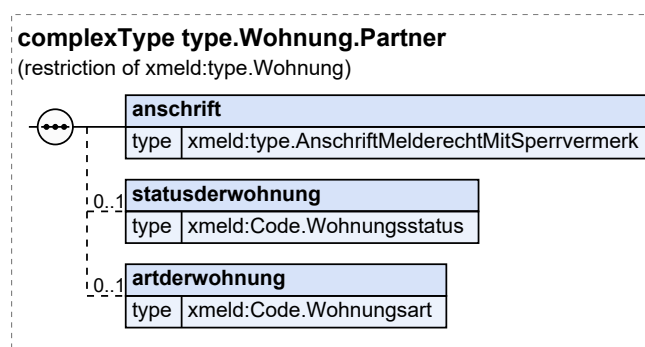 complexType type.Wohnung.Partner
(restriction of xmeld:type.Wohnung)
anschrift
type xmeld:type.AnschriftMelderechtMitSperrvermerk
0..1 statusderwohnung
type xmeld:Code.Wohnungsstatus
0..1 artderwohnung
type xmeld:Code.Wohnungsart